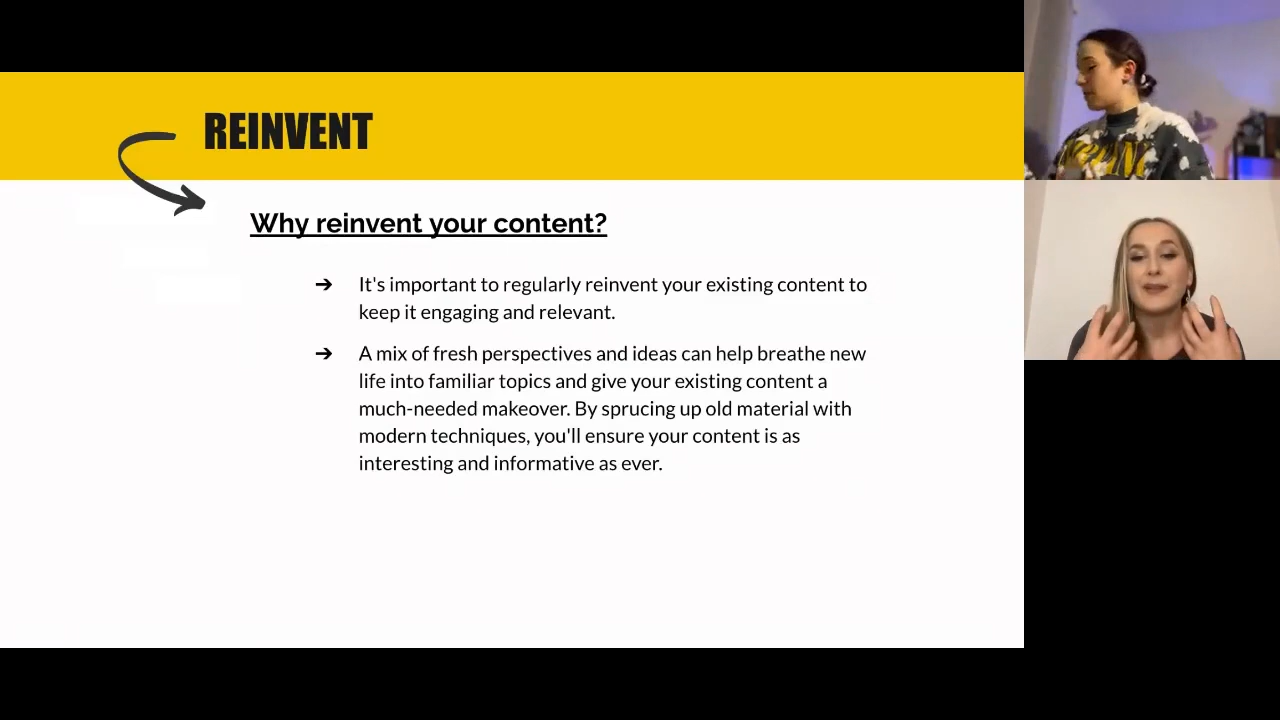 REINVENT
Why reinvent your content?
➔ It's important to regularly reinvent your existing content to
keep it engaging and relevant.
➔ A mix of fresh perspectives and ideas can help breathe new
life into familiar topics and give your existing content a
much-needed makeover. By sprucing up old material with
modern techniques, you'll ensure your content is as
interesting and informative as ever.